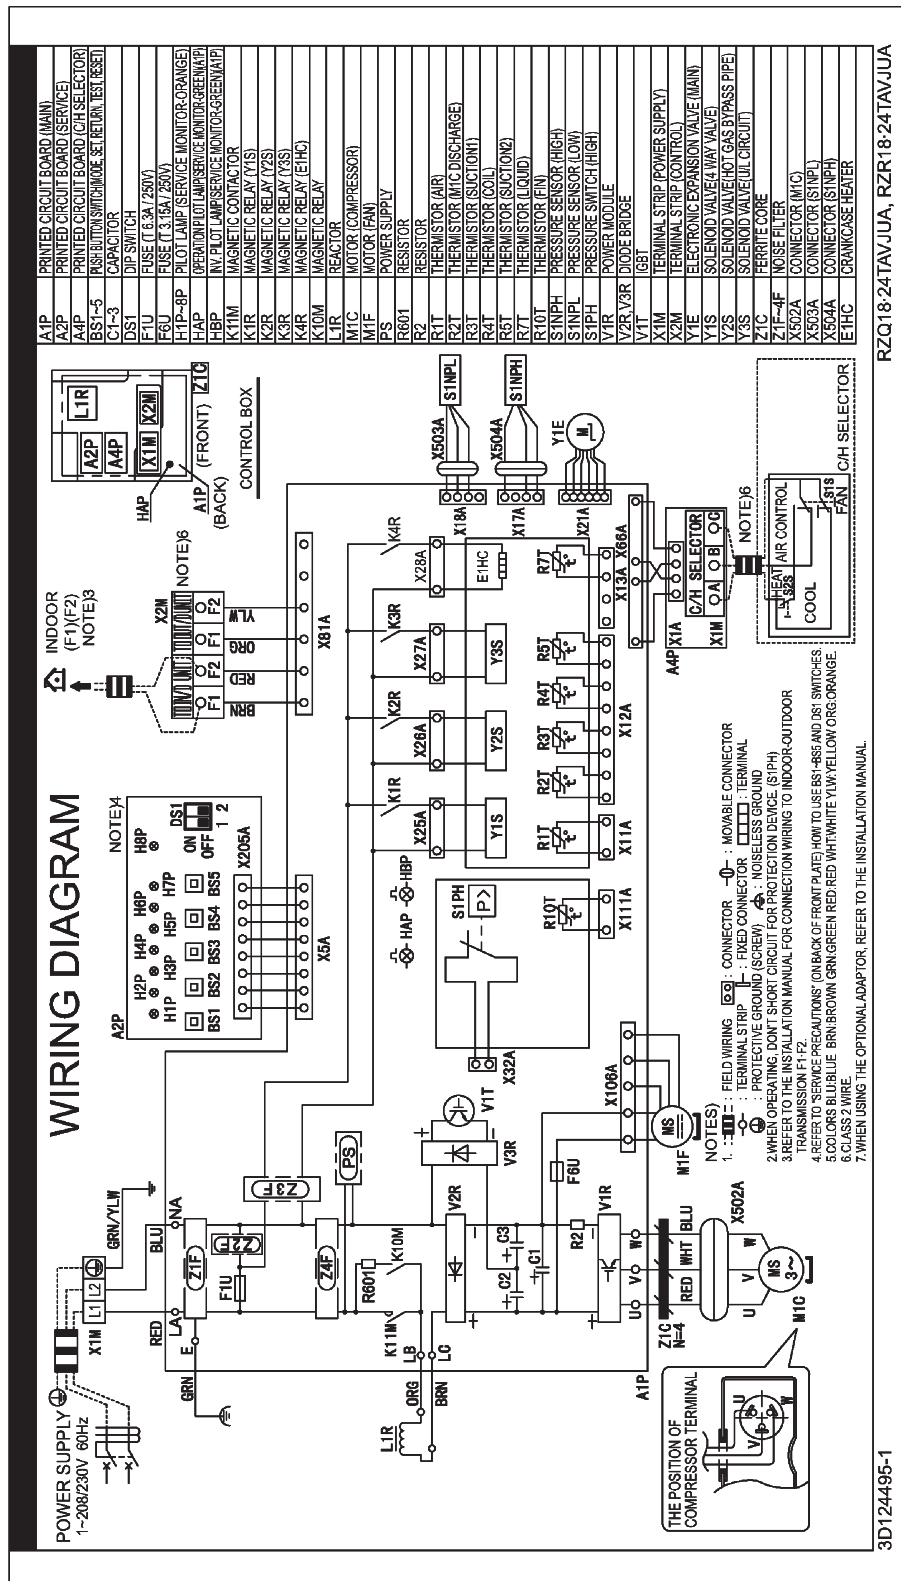 WIRING DIAGRAM
POWER SUPPLY
1~208/230V 60Hz
X1M
L1
L2
GRN/YLW
RED
BLU
LA
NA
E
GRN
Z1F
Z2F
F1U
Z3F
Z4F
PS
R601
K10M
K11M
LB
LC
ORG
BRN
L1R
V2R
V3R
V1T
+
−
C2
C3
C1
R2
F6U
V1R
U
V
W
A1P
Z1C
N=4
RED
WHT
BLU
X502A
U
V
W
MS
3~
M1C
THE POSITION OF
COMPRESSOR TERMINAL
U
V
W
X106A
MS
M1F
A2P
NOTE)4
H1P
H2P
H3P
H4P
H5P
H6P
H7P
H8P
BS1
BS2
BS3
BS4
BS5
DS1
ON
OFF
1 2
X205A
X5A
HAP
HBP
INDOOR
(F1)(F2)
NOTE)3
NOTE)6
X2M
TO IN/D UNIT
TO OUT/D UNIT
F1
F2
F1
F2
BRN
RED
ORG
YLW
X81A
K1R
K2R
K3R
K4R
X25A
X26A
X27A
X28A
Y1S
Y2S
Y3S
E1HC
S1PH
P>
X32A
R10T
X111A
R1T
R2T
R3T
R4T
R5T
R7T
t°
X11A
X12A
X13A
X66A
X18A
X17A
X21A
X503A
X504A
S1NPL
S1NPH
Y1E
M
A4P
X1A
C/H SELECTOR
A
B
C
X1M
NOTE)6
HEAT
S2S
COOL
AIR CONTROL
S1S
FAN
C/H SELECTOR
HAP
A1P
(BACK)
A2P
A4P
L1R
X1M
X2M
Z1C
(FRONT)
CONTROL BOX
NOTES)
1. : FIELD WIRING : CONNECTOR : MOVABLE CONNECTOR
: TERMINAL STRIP : FIXED CONNECTOR : TERMINAL
: PROTECTIVE GROUND (SCREW) : NOISELESS GROUND
2.WHEN OPERATING, DON'T SHORT CIRCUIT FOR PROTECTION DEVICE. (S1PH)
3.REFER TO THE INSTALLATION MANUAL FOR CONNECTION WIRING TO INDOOR-OUTDOOR
TRANSMISSION F1·F2.
4.REFER TO "SERVICE PRECAUTIONS" (ON BACK OF FRONT PLATE) HOW TO USE BS1~BS5 AND DS1 SWITCHES.
5.COLORS BLU:BLUE BRN:BROWN GRN:GREEN RED:RED WHT:WHITE YLW:YELLOW ORG:ORANGE.
6.CLASS 2 WIRE.
7.WHEN USING THE OPTIONAL ADAPTOR, REFER TO THE INSTALLATION MANUAL.
A1P PRINTED CIRCUIT BOARD (MAIN)
A2P PRINTED CIRCUIT BOARD (SERVICE)
A4P PRINTED CIRCUIT BOARD (C/H SELECTOR)
BS1~5 PUSH BUTTON SWITCH(MODE, SET, RETURN, TEST, RESET)
C1~3 CAPACITOR
DS1 DIP SWITCH
F1U FUSE (T 6.3A / 250V)
F6U FUSE (T 3.15A / 250V)
H1P~8P PILOT LAMP (SERVICE MONITOR-ORANGE)
HAP OPERATION PILOT LAMP(SERVICE MONITOR-GREEN)(A1P)
HBP INV. PILOT LAMP(SERVICE MONITOR-GREEN)(A1P)
K11M MAGNETIC CONTACTOR
K1R MAGNETIC RELAY (Y1S)
K2R MAGNETIC RELAY (Y2S)
K3R MAGNETIC RELAY (Y3S)
K4R MAGNETIC RELAY (E1HC)
K10M MAGNETIC RELAY
L1R REACTOR
M1C MOTOR (COMPRESSOR)
M1F MOTOR (FAN)
PS POWER SUPPLY
R601 RESISTOR
R2 RESISTOR
R1T THERMISTOR (AIR)
R2T THERMISTOR (M1C DISCHARGE)
R3T THERMISTOR (SUCTION1)
R4T THERMISTOR (COIL)
R5T THERMISTOR (SUCTION2)
R7T THERMISTOR (LIQUID)
R10T THERMISTOR (FIN)
S1NPH PRESSURE SENSOR (HIGH)
S1NPL PRESSURE SENSOR (LOW)
S1PH PRESSURE SWITCH (HIGH)
V1R POWER MODULE
V2R,V3R DIODE BRIDGE
V1T IGBT
X1M TERMINAL STRIP (POWER SUPPLY)
X2M TERMINAL STRIP (CONTROL)
Y1E ELECTRONIC EXPANSION VALVE (MAIN)
Y1S SOLENOID VALVE(4 WAY VALVE)
Y2S SOLENOID VALVE(HOT GAS BYPASS PIPE)
Y3S SOLENOID VALVE(U.L CIRCUIT)
Z1C FERRITE CORE
Z1F~4F NOISE FILTER
X502A CONNECTOR (M1C)
X503A CONNECTOR (S1NPL)
X504A CONNECTOR (S1NPH)
E1HC CRANKCASE HEATER
3D124495-1
RZQ18·24TAVJUA, RZR18·24TAVJUA